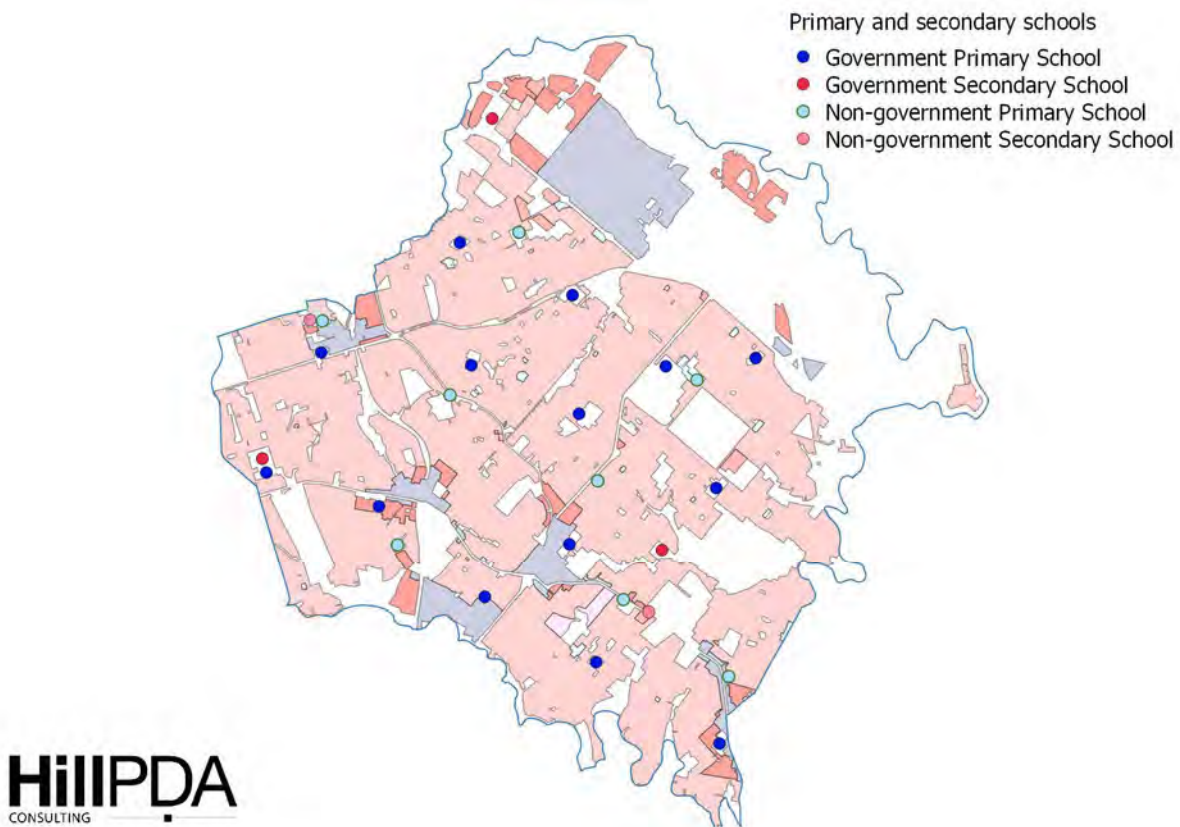 Primary and secondary schools
Government Primary School
Government Secondary School
Non-government Primary School
Non-government Secondary School
HillPDA
CONSULTING